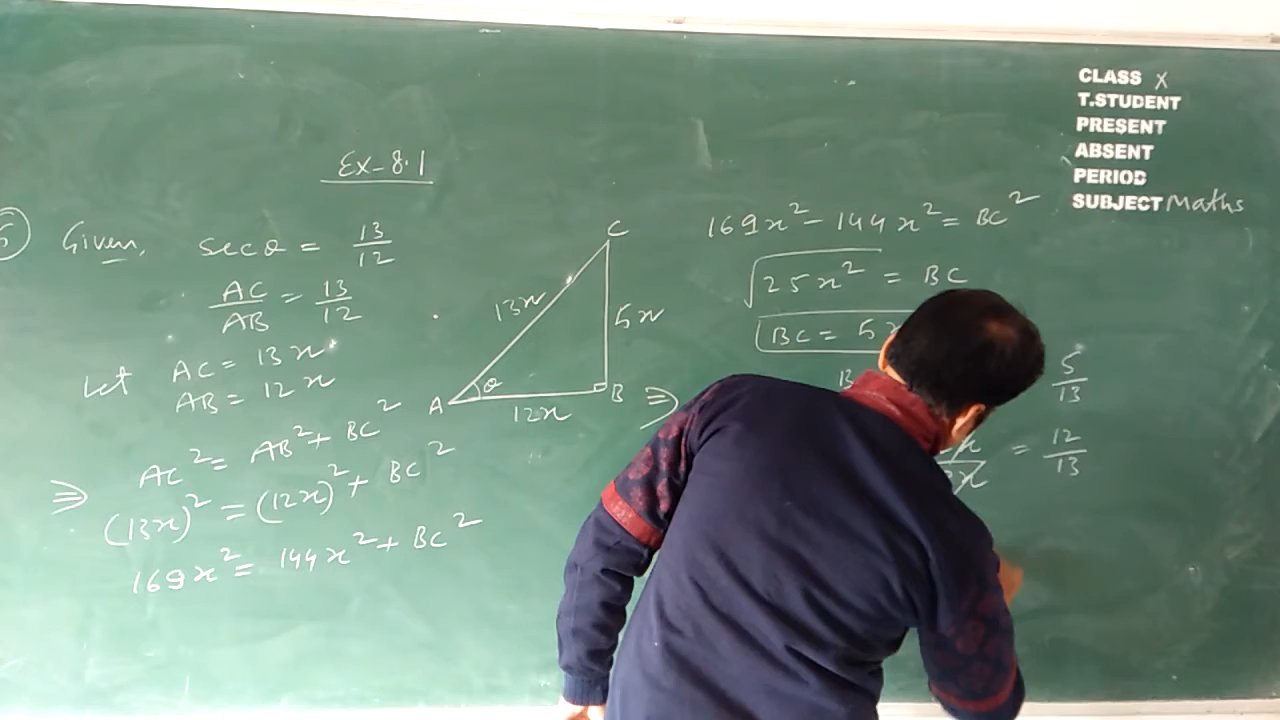 CLASS X
T.STUDENT
PRESENT
ABSENT
PERIOD
SUBJECT Maths
Ex-8.1
5) Given, secθ = 13/12
AC/AB = 13/12
Let AC = 13x
AB = 12x
⇒ AC² = AB² + BC²
(13x)² = (12x)² + BC²
169x² = 144x² + BC²
C
13x
5x
θ
A
12x
B
169x² - 144x² = BC²
√25x² = BC
BC = 5x
⇒
5/13
= 12/13